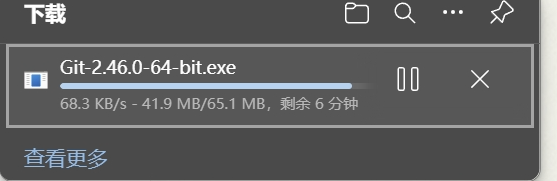 下载
Git-2.46.0-64-bit.exe
68.3 KB/s - 41.9 MB/65.1 MB，剩余 6 分钟
查看更多